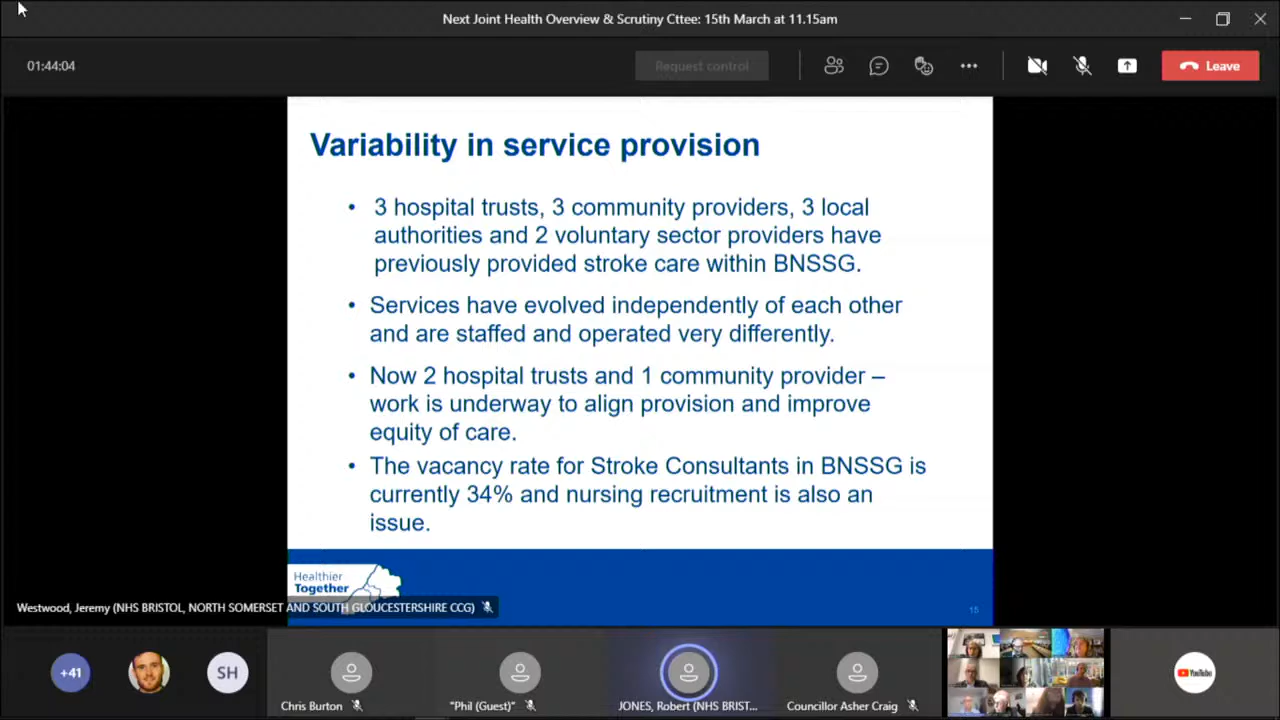 Next Joint Health Overview & Scrutiny Cttee: 15th March at 11.15am
01:44:04
Request control
Leave
Variability in service provision
• 3 hospital trusts, 3 community providers, 3 local
authorities and 2 voluntary sector providers have
previously provided stroke care within BNSSG.
• Services have evolved independently of each other
and are staffed and operated very differently.
• Now 2 hospital trusts and 1 community provider –
work is underway to align provision and improve
equity of care.
• The vacancy rate for Stroke Consultants in BNSSG is
currently 34% and nursing recruitment is also an
issue.
Healthier
Together
15
Westwood, Jeremy (NHS BRISTOL, NORTH SOMERSET AND SOUTH GLOUCESTERSHIRE CCG)
+41
SH
Chris Burton
"Phil (Guest)"
JONES, Robert (NHS BRIST...
Councillor Asher Craig
YouTube